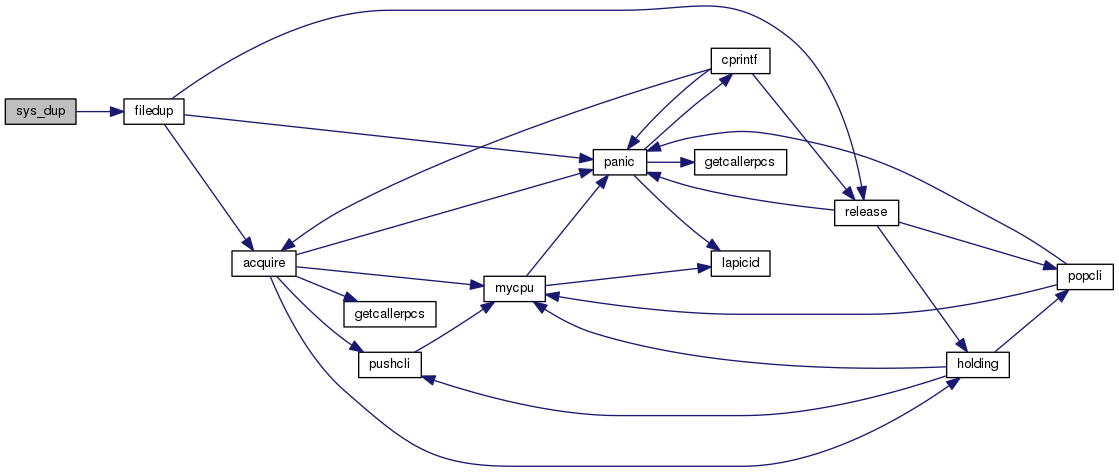 cprintf
sys_dup
filedup
panic
getcallerpcs
release
acquire
lapicid
mycpu
popcli
getcallerpcs
pushcli
holding